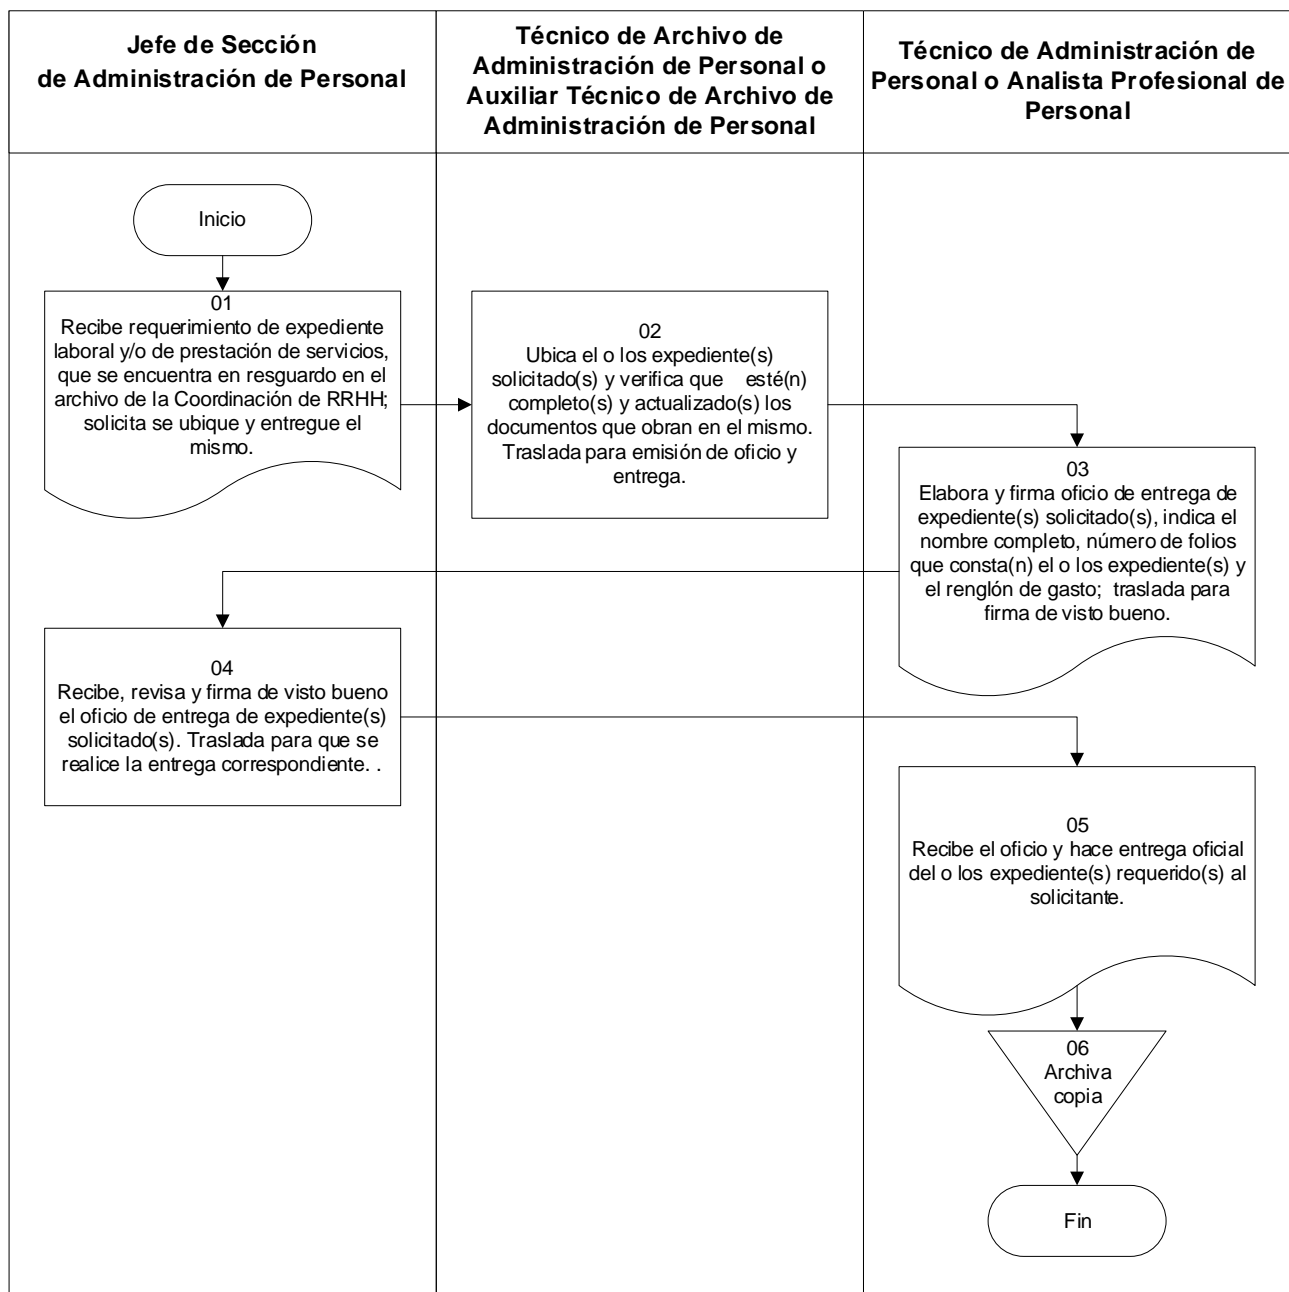 Jefe de Sección
de Administración de Personal
Técnico de Archivo de
Administración de Personal o
Auxiliar Técnico de Archivo de
Administración de Personal
Técnico de Administración de
Personal o Analista Profesional de
Personal
Inicio
01
Recibe requerimiento de expediente
laboral y/o de prestación de servicios,
que se encuentra en resguardo en el
archivo de la Coordinación de RRHH;
solicita se ubique y entregue el
mismo.
02
Ubica el o los expediente(s)
solicitado(s) y verifica que esté(n)
completo(s) y actualizado(s) los
documentos que obran en el mismo.
Traslada para emisión de oficio y
entrega.
03
Elabora y firma oficio de entrega de
expediente(s) solicitado(s), indica el
nombre completo, número de folios
que consta(n) el o los expediente(s) y
el renglón de gasto; traslada para
firma de visto bueno.
04
Recibe, revisa y firma de visto bueno
el oficio de entrega de expediente(s)
solicitado(s). Traslada para que se
realice la entrega correspondiente. .
05
Recibe el oficio y hace entrega oficial
del o los expediente(s) requerido(s) al
solicitante.
06
Archiva
copia
Fin